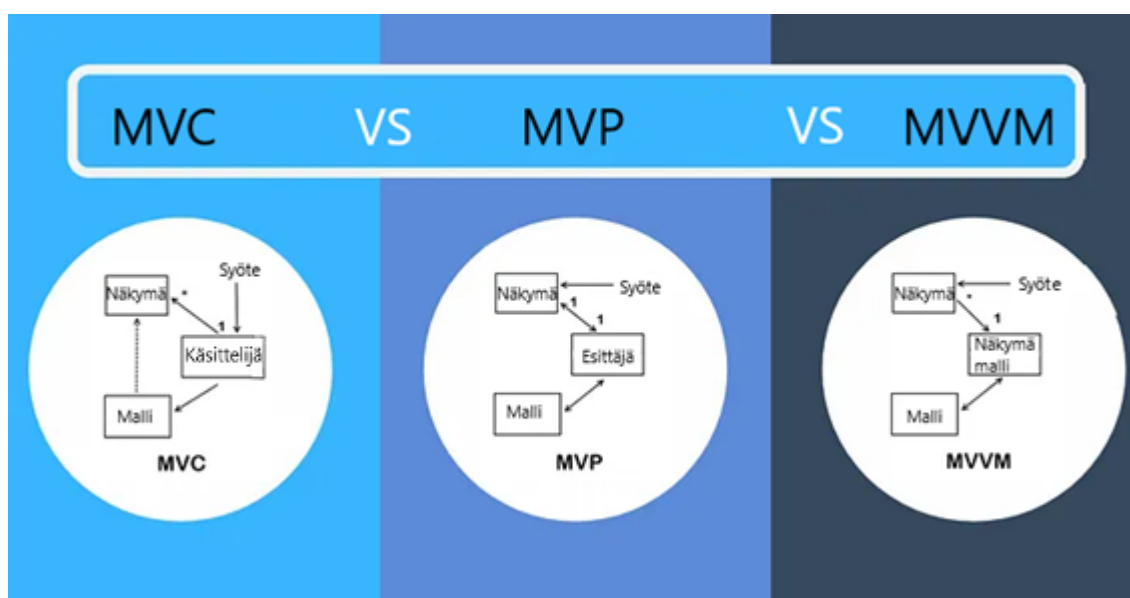 MVC VS MVP VS MVVM
Syöte
Näkymä
*
1
Käsittelijä
Malli
MVC
Näkymä
Syöte
1
1
Esittäjä
Malli
MVP
Näkymä
Syöte
*
1
Näkymä
malli
Malli
MVVM